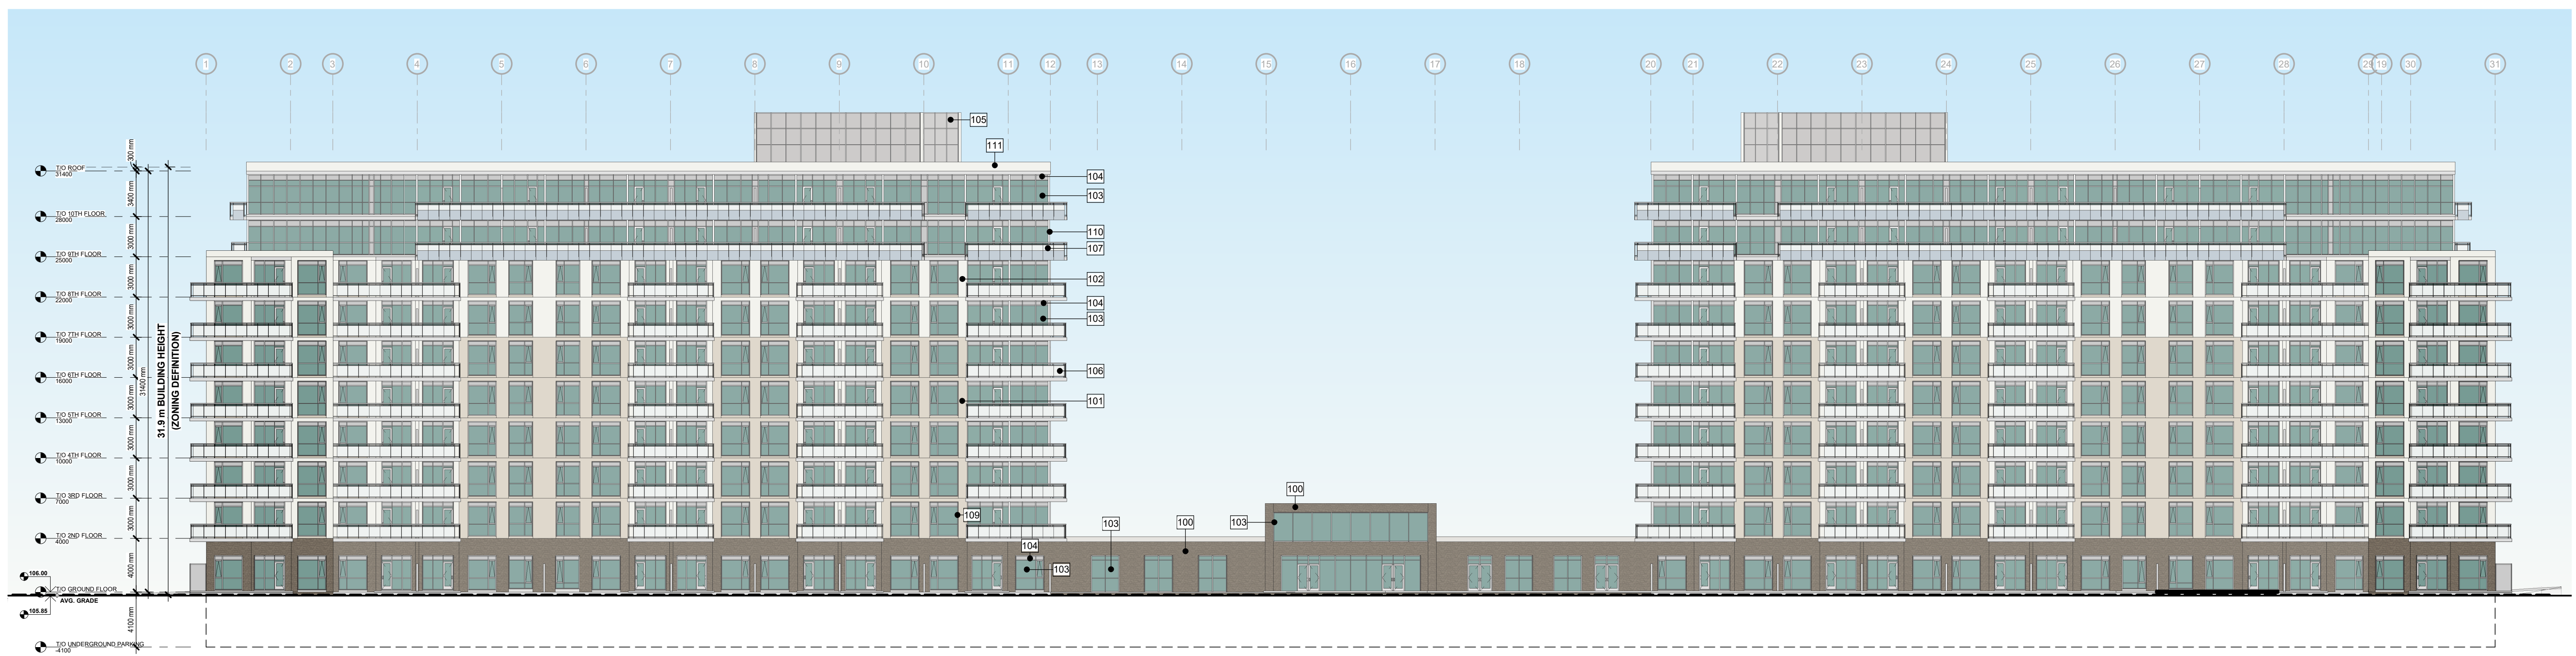 1 2 3 4 5 6 7 8 9 10 11 12 13 14 15 16 17 18 20 21 22 23 24 25 26 27 28 29 19 30 31
105
111
300 mm
T/O ROOF
31400
104
3400 mm
103
T/O 10TH FLOOR
28000
110
3000 mm
107
T/O 9TH FLOOR
25000
3000 mm
102
T/O 8TH FLOOR
22000
104
3000 mm
103
T/O 7TH FLOOR
19000
3000 mm
106
T/O 6TH FLOOR
16000
31400 mm
31.9 m BUILDING HEIGHT
(ZONING DEFINITION)
3000 mm
101
T/O 5TH FLOOR
13000
3000 mm
T/O 4TH FLOOR
10000
3000 mm
100
T/O 3RD FLOOR
7000
3000 mm
109
103
100
103
T/O 2ND FLOOR
4000
104
4000 mm
103
106.00
T/O GROUND FLOOR
AVG. GRADE
105.85
4100 mm
T/O UNDERGROUND PARKING
-4100